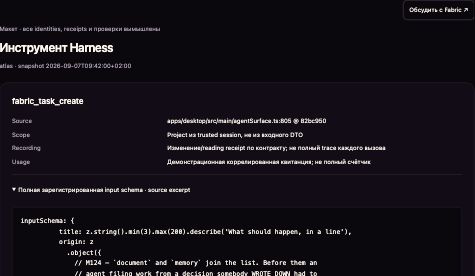 Обсудить с Fabric ↗
Макет · все identities, receipts и проверки вымышлены
Инструмент Harness
atlas · snapshot 2026-09-07T09:42:00+02:00
fabric_task_create
Source apps/desktop/src/main/agentSurface.ts:805 @ 82bc950
Scope Project из trusted session, не из входного DTO
Recording Изменение/reading receipt по контракту; не полный trace каждого вызова
Usage Демонстрационная коррелированная квитанция; не полный счётчик
▼ Полная зарегистрированная input schema · source excerpt
inputSchema: {
title: z.string().min(3).max(200).describe('What should happen, in a line'),
origin: z
.object({
// M124 — `document` and `memory` join the list. Before them an
// agent filing work from a decision somebody WROTE DOWN had to